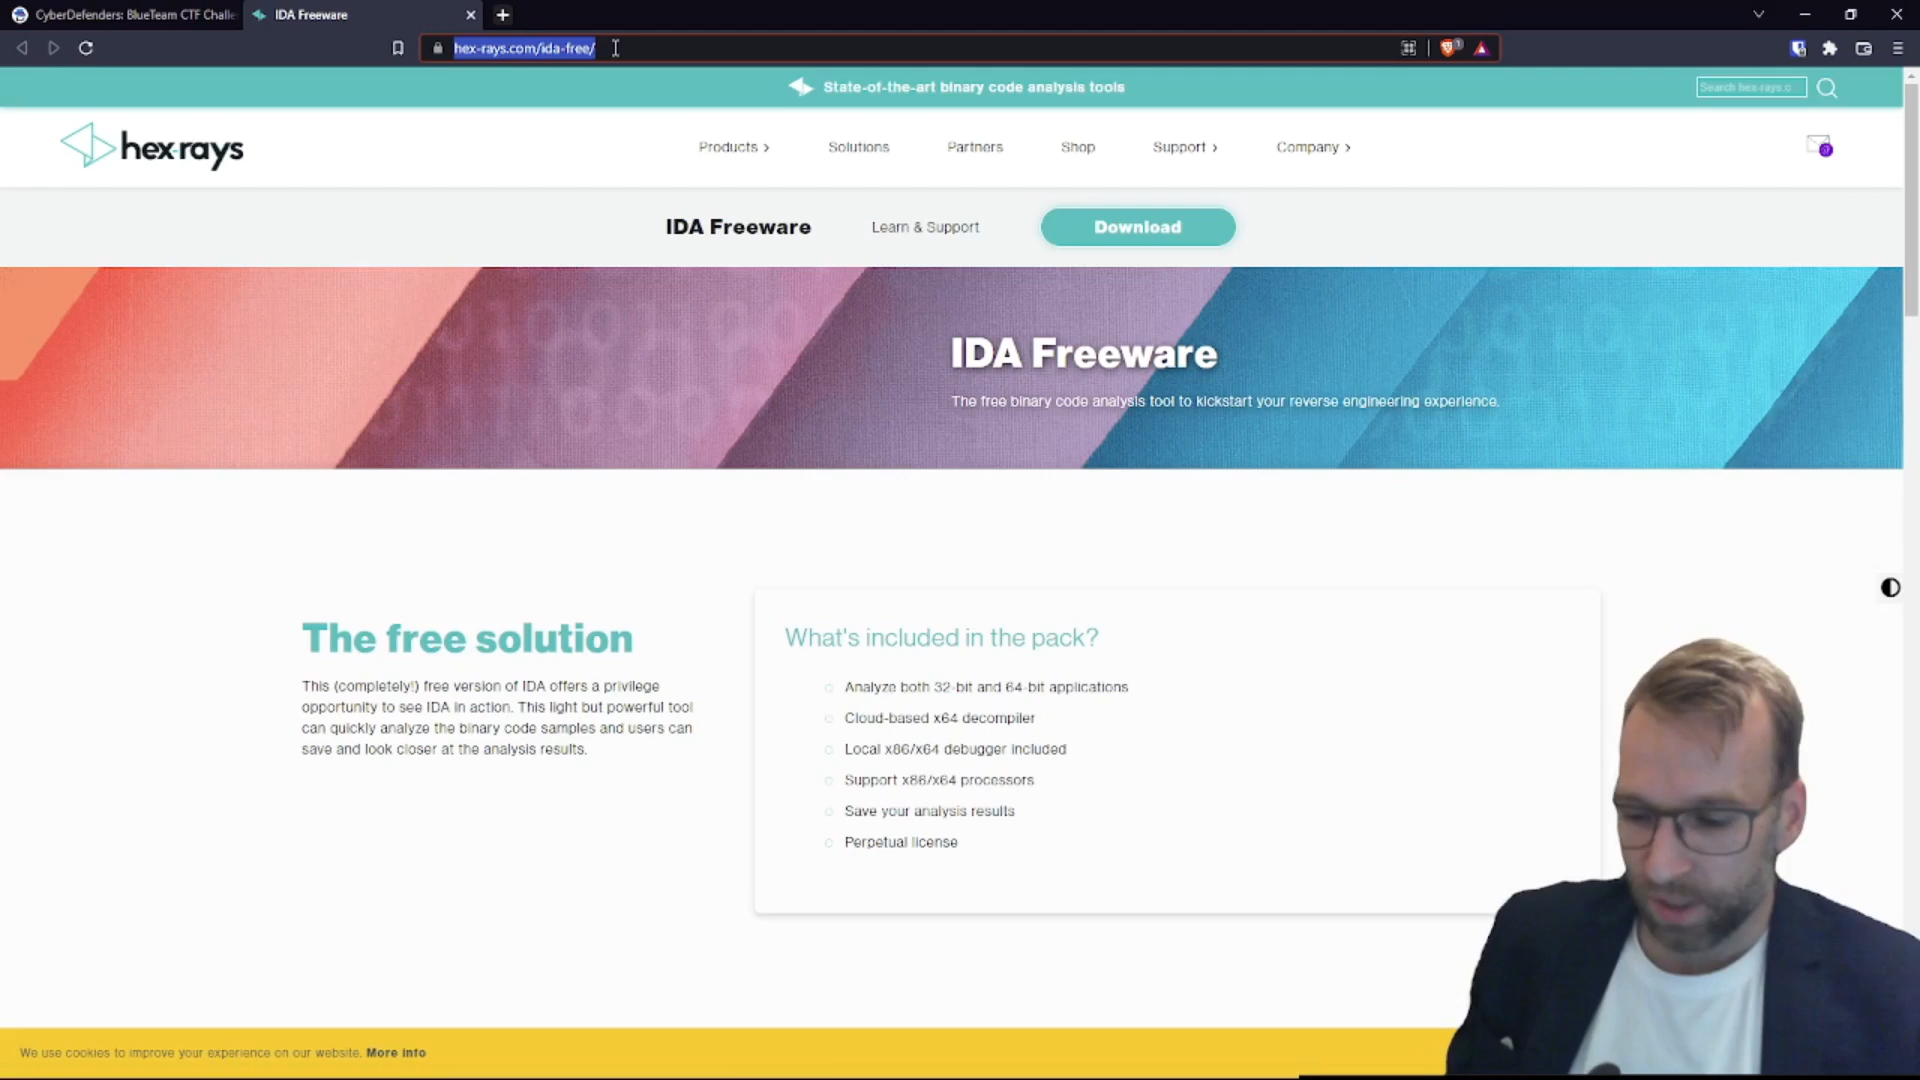 CyberDefenders: BlueTeam CTF Challe
IDA Freeware
hex-rays.com/ida-free/
1
State-of-the-art binary code analysis tools
Search hex-rays.c
hex-rays
Products
Solutions
Partners
Shop
Support
Company
IDA Freeware
Learn & Support
Download
IDA Freeware
The free binary code analysis tool to kickstart your reverse engineering experience.
The free solution
This (completely!) free version of IDA offers a privilege
opportunity to see IDA in action. This light but powerful tool
can quickly analyze the binary code samples and users can
save and look closer at the analysis results.
What's included in the pack?
Analyze both 32-bit and 64-bit applications
Cloud-based x64 decompiler
Local x86/x64 debugger included
Support x86/x64 processors
Save your analysis results
Perpetual license
We use cookies to improve your experience on our website. More info